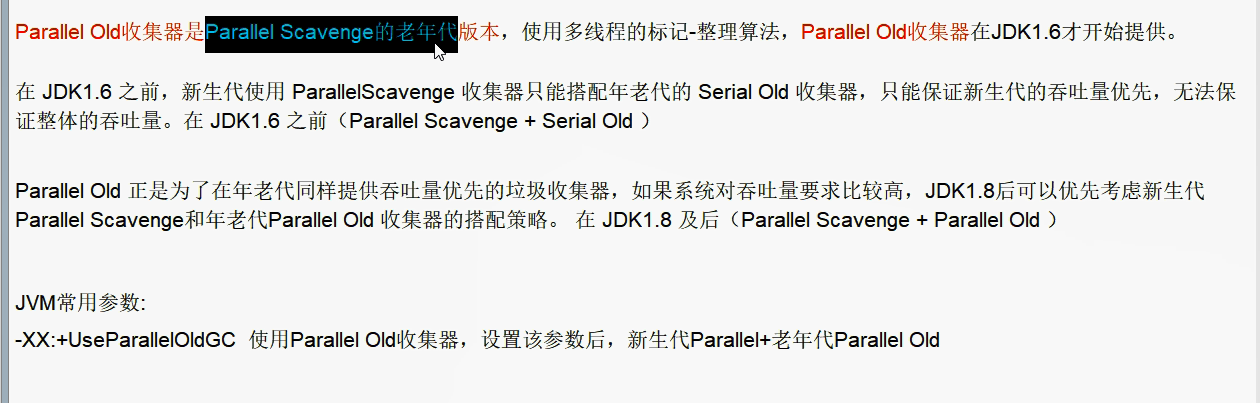 Parallel Old收集器是Parallel Scavenge的老年代版本，使用多线程的标记-整理算法，Parallel Old收集器在JDK1.6才开始提供。
在 JDK1.6 之前，新生代使用 ParallelScavenge 收集器只能搭配年老代的 Serial Old 收集器，只能保证新生代的吞吐量优先，无法保
证整体的吞吐量。在 JDK1.6 之前（Parallel Scavenge + Serial Old ）
Parallel Old 正是为了在年老代同样提供吞吐量优先的垃圾收集器，如果系统对吞吐量要求比较高，JDK1.8后可以优先考虑新生代
Parallel Scavenge和年老代Parallel Old 收集器的搭配策略。 在 JDK1.8 及后（Parallel Scavenge + Parallel Old ）
JVM常用参数:
-XX:+UseParallelOldGC  使用Parallel Old收集器，设置该参数后，新生代Parallel+老年代Parallel Old